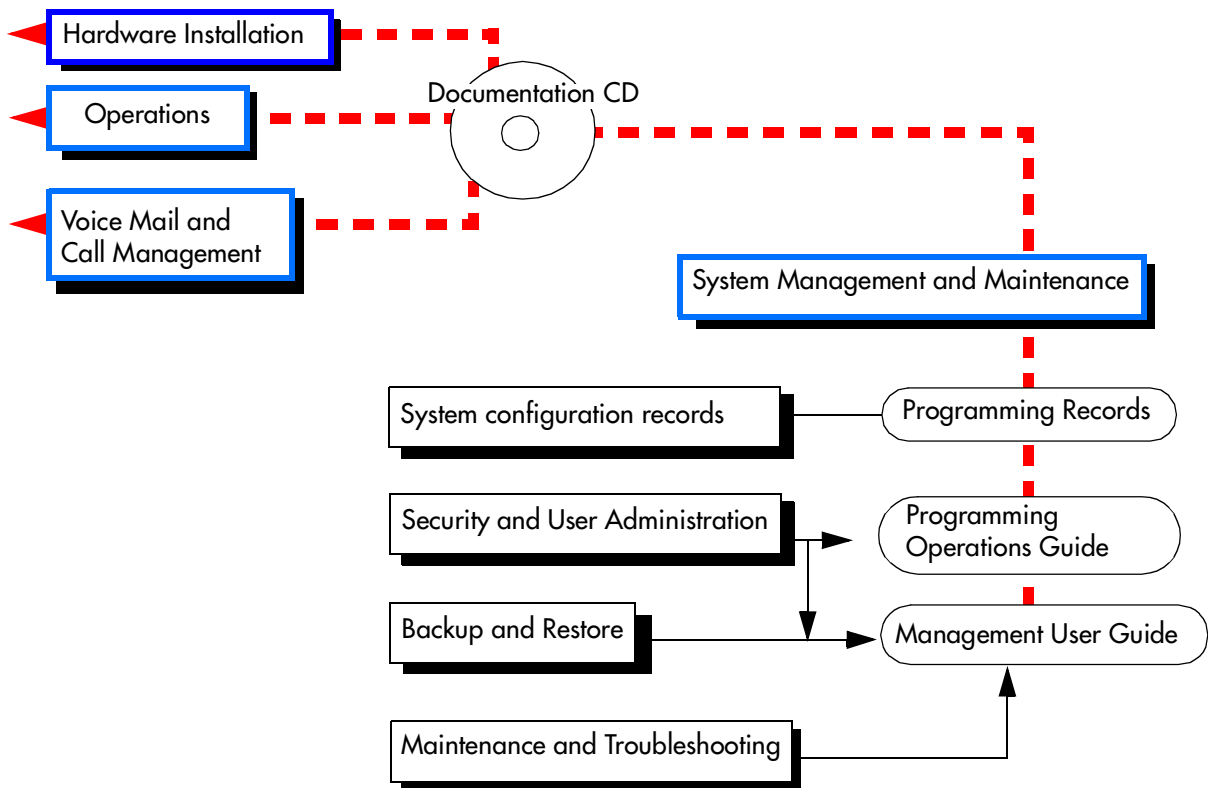 Hardware Installation
Documentation CD
Operations
Voice Mail and
Call Management
System Management and Maintenance
System configuration records
Programming Records
Security and User Administration
Programming
Operations Guide
Backup and Restore
Management User Guide
Maintenance and Troubleshooting